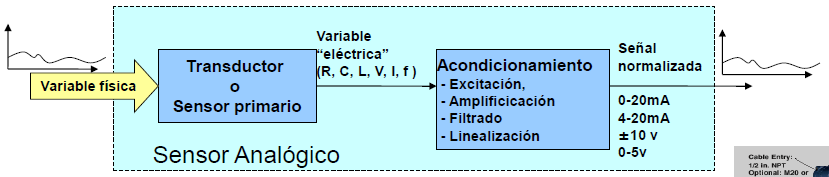 Variable física
Transductor
o
Sensor primario
Variable
“eléctrica”
(R, C, L, V, I, f )
Acondicionamiento
- Excitación,
- Amplificicación
- Filtrado
- Linealización
Señal
normalizada
0-20mA
4-20mA
±10 v
0-5v
Sensor Analógico
Cable Entry:
1/2 in. NPT
Optional: M20 or